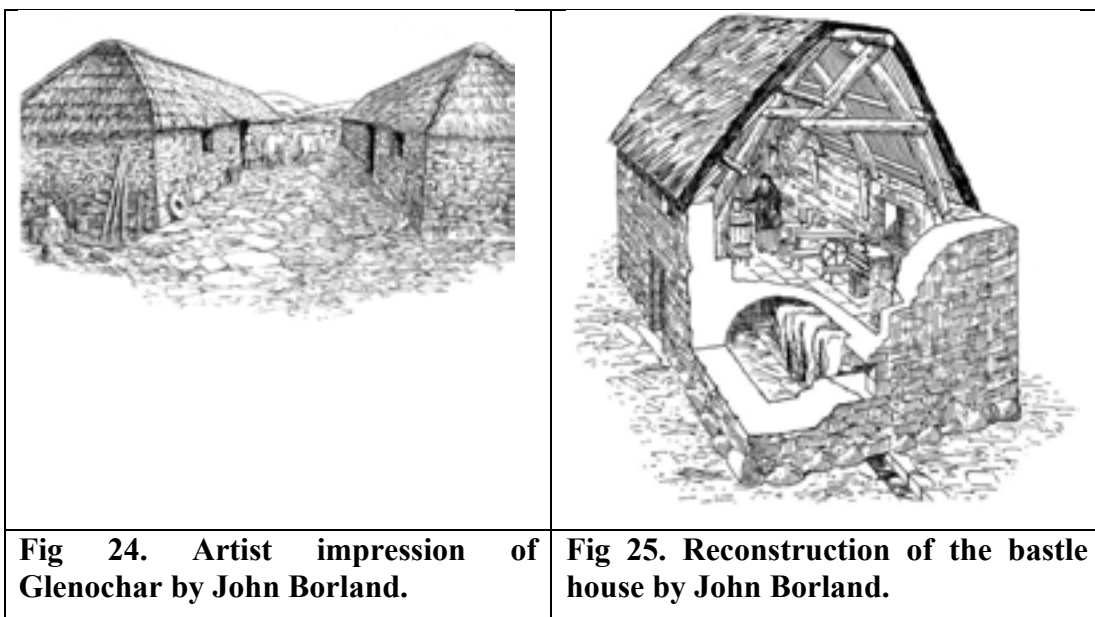 Fig 24. Artist impression of
Glenochar by John Borland.
Fig 25. Reconstruction of the bastle
house by John Borland.